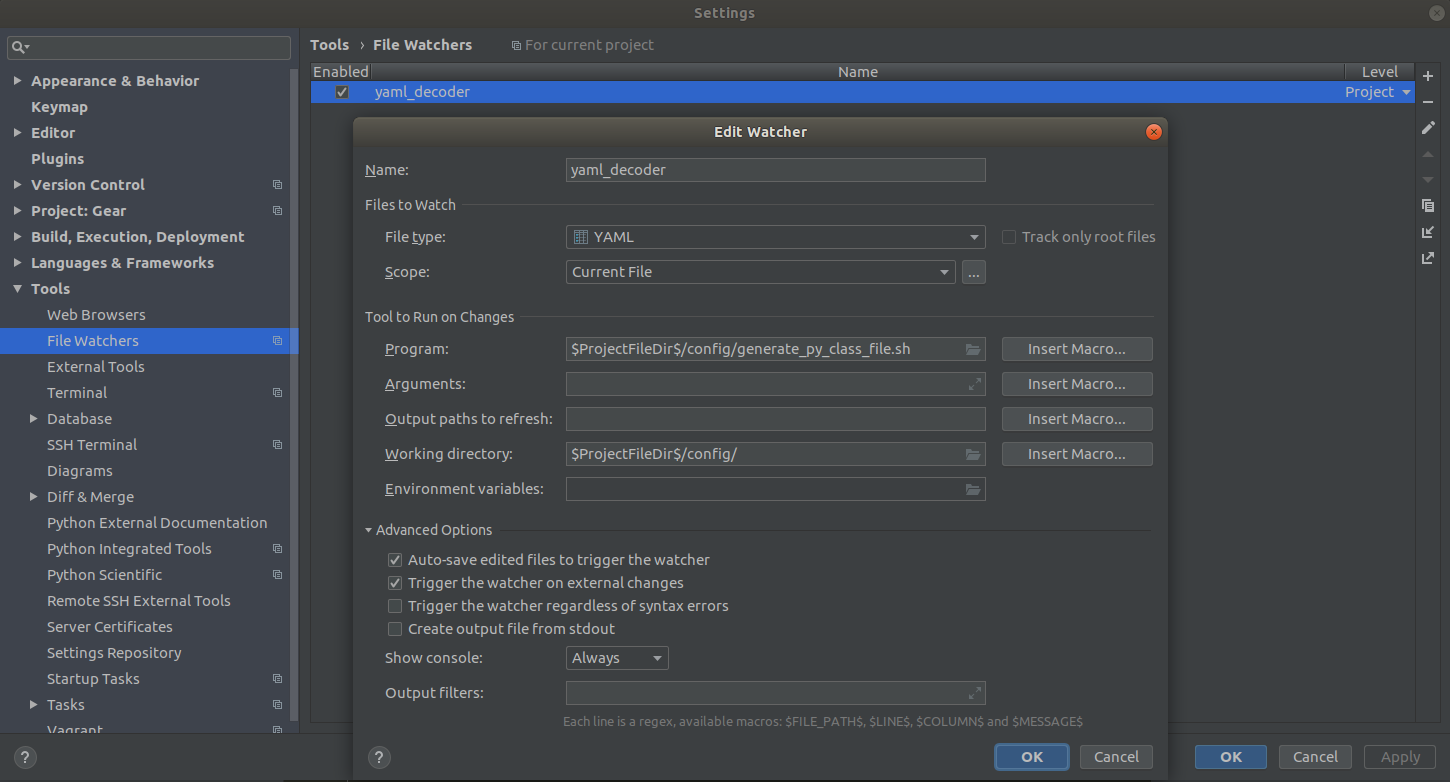 Settings
Tools › File Watchers For current project
Appearance & Behavior
Keymap
Editor
Plugins
Version Control
Project: Gear
Build, Execution, Deployment
Languages & Frameworks
Tools
Web Browsers
File Watchers
External Tools
Terminal
Database
SSH Terminal
Diagrams
Diff & Merge
Python External Documentation
Python Integrated Tools
Python Scientific
Remote SSH External Tools
Server Certificates
Settings Repository
Startup Tasks
Tasks
Vagrant
?
Enabled Name Level
yaml_decoder Project
Edit Watcher
Name: yaml_decoder
Files to Watch
File type: YAML Track only root files
Scope: Current File ...
Tool to Run on Changes
Program: $ProjectFileDir$/config/generate_py_class_file.sh Insert Macro...
Arguments: Insert Macro...
Output paths to refresh: Insert Macro...
Working directory: $ProjectFileDir$/config/ Insert Macro...
Environment variables:
Advanced Options
Auto-save edited files to trigger the watcher
Trigger the watcher on external changes
Trigger the watcher regardless of syntax errors
Create output file from stdout
Show console: Always
Output filters:
Each line is a regex, available macros: $FILE_PATH$, $LINE$, $COLUMN$ and $MESSAGE$
? OK Cancel
OK Cancel Apply